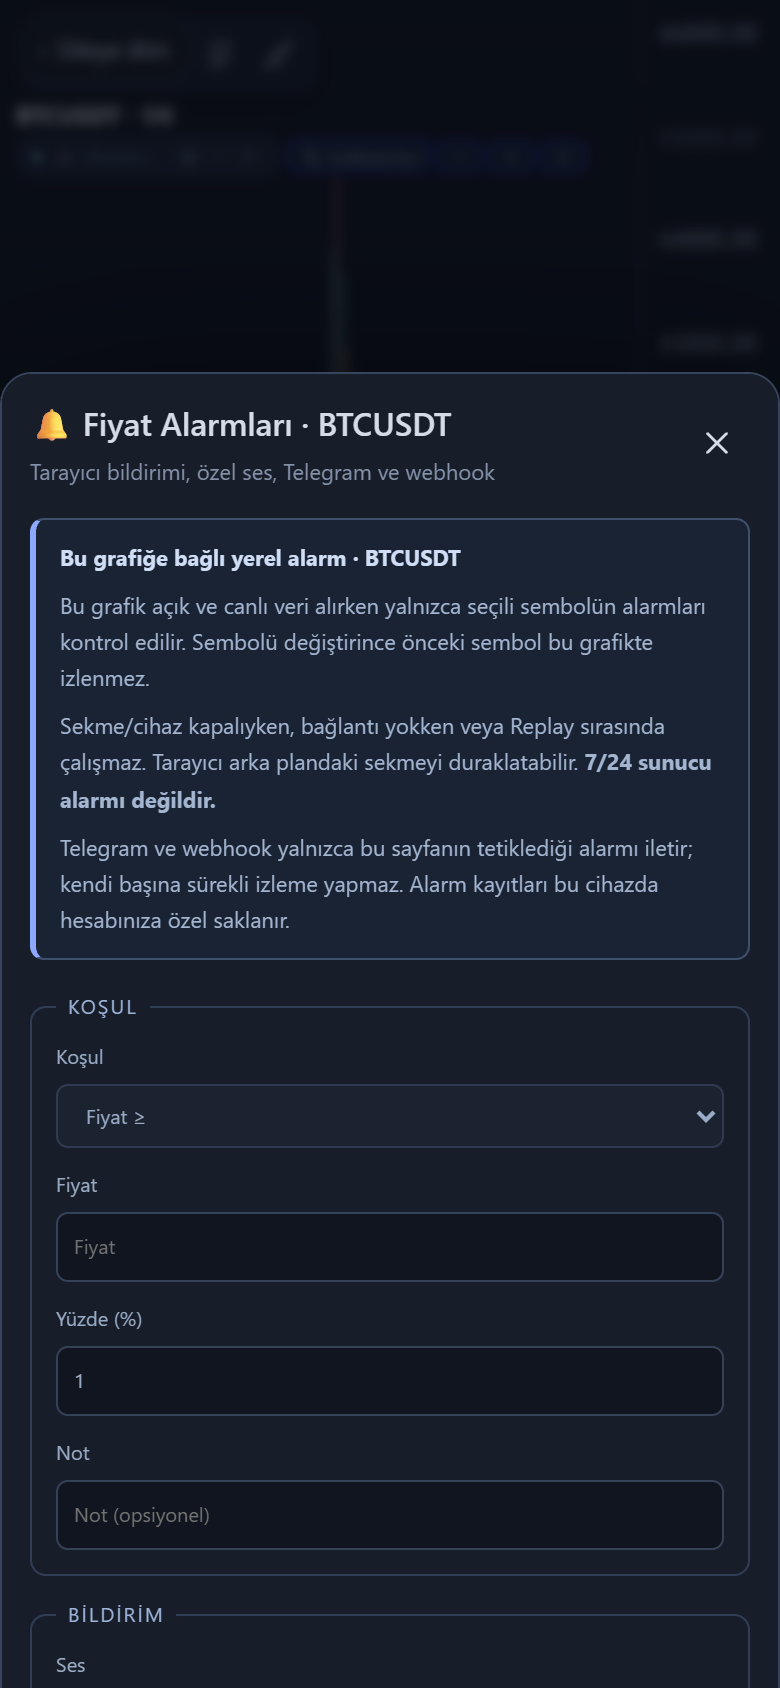 BTCUSDT
🔔 Fiyat Alarmları · BTCUSDT
Tarayıcı bildirimi, özel ses, Telegram ve webhook
Bu grafiğe bağlı yerel alarm · BTCUSDT
Bu grafik açık ve canlı veri alırken yalnızca seçili sembolün alarmları
kontrol edilir. Sembolü değiştirince önceki sembol bu grafikte
izlenmez.
Sekme/cihaz kapalıyken, bağlantı yokken veya Replay sırasında
çalışmaz. Tarayıcı arka plandaki sekmeyi duraklatabilir. 7/24 sunucu
alarmı değildir.
Telegram ve webhook yalnızca bu sayfanın tetiklediği alarmı iletir;
kendi başına sürekli izleme yapmaz. Alarm kayıtları bu cihazda
hesabınıza özel saklanır.
KOŞUL
Koşul
Fiyat ≥
Fiyat
Fiyat
Yüzde (%)
1
Not
Not (opsiyonel)
BİLDİRİM
Ses